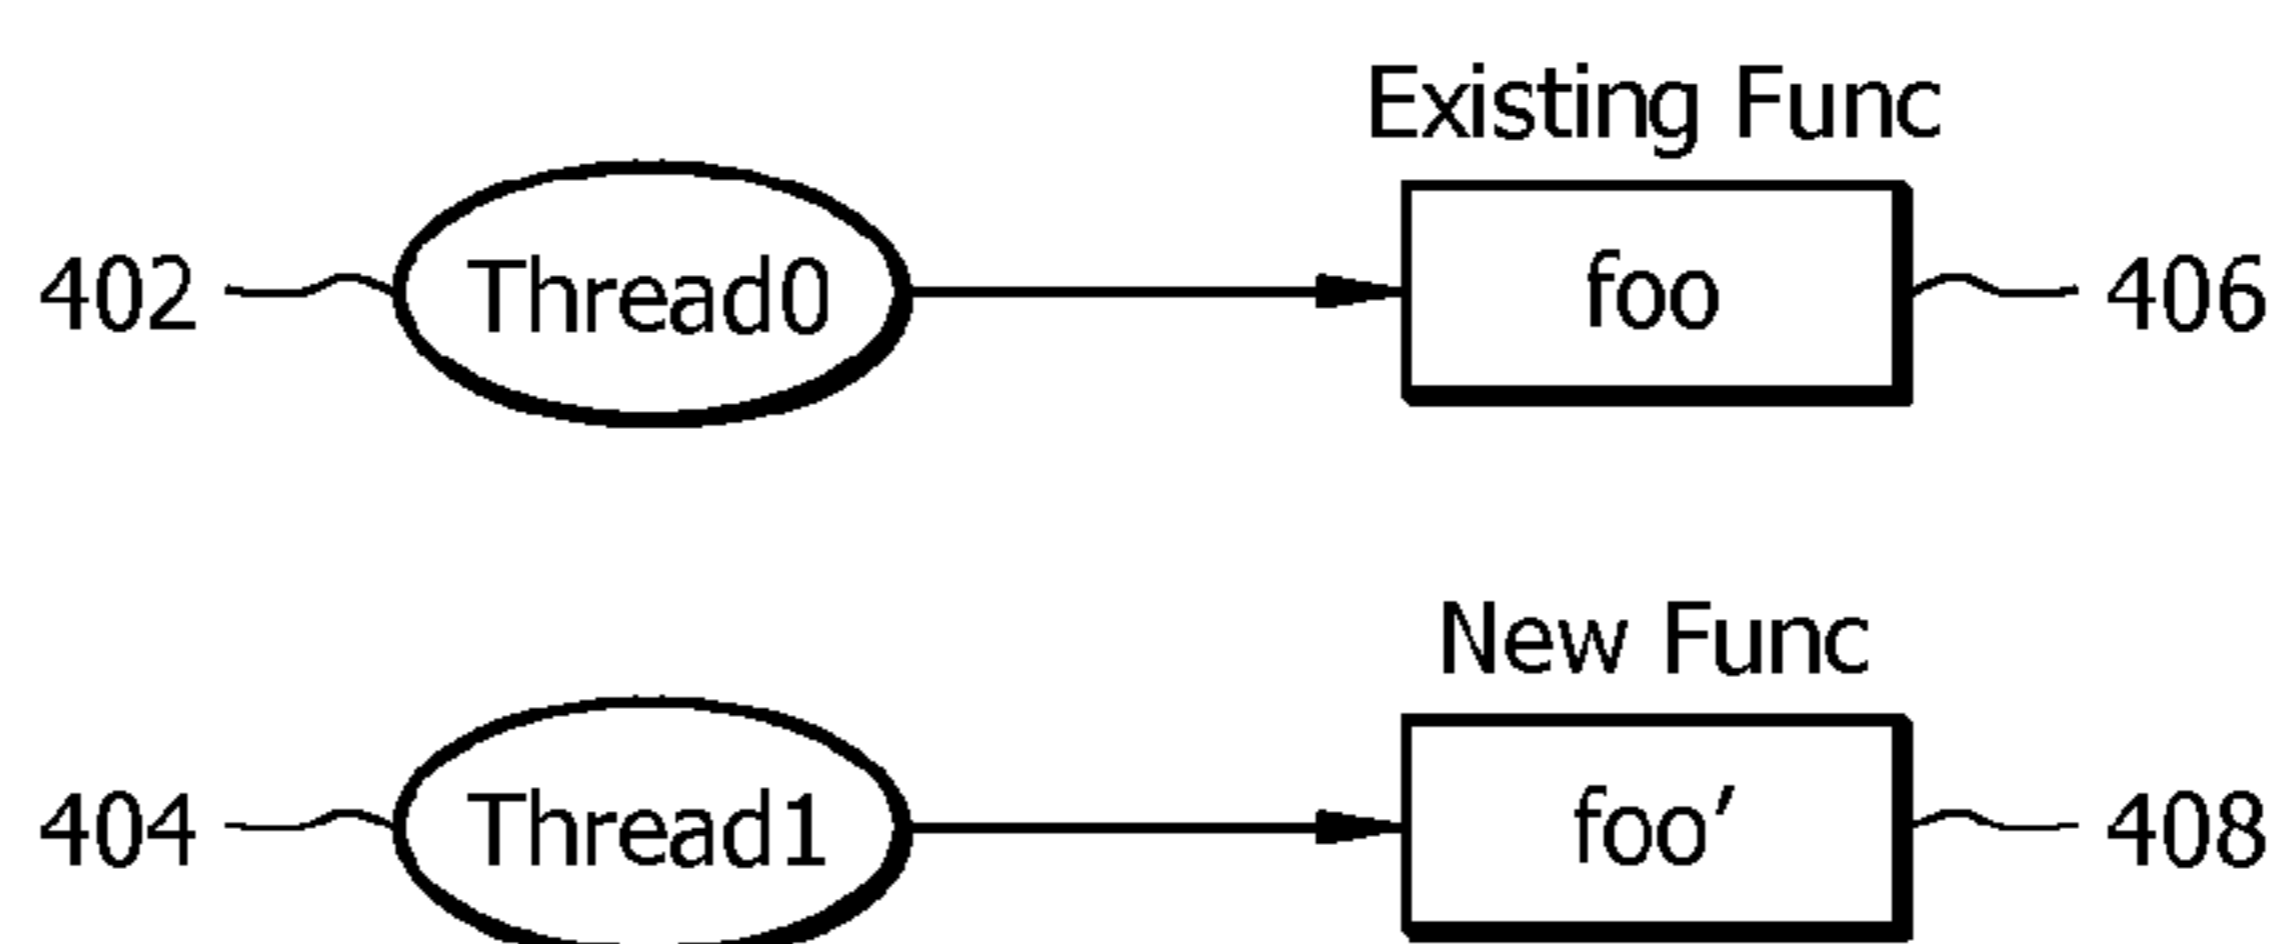 Existing Func
402 Thread0 foo 406
New Func
404 Thread1 foo′ 408